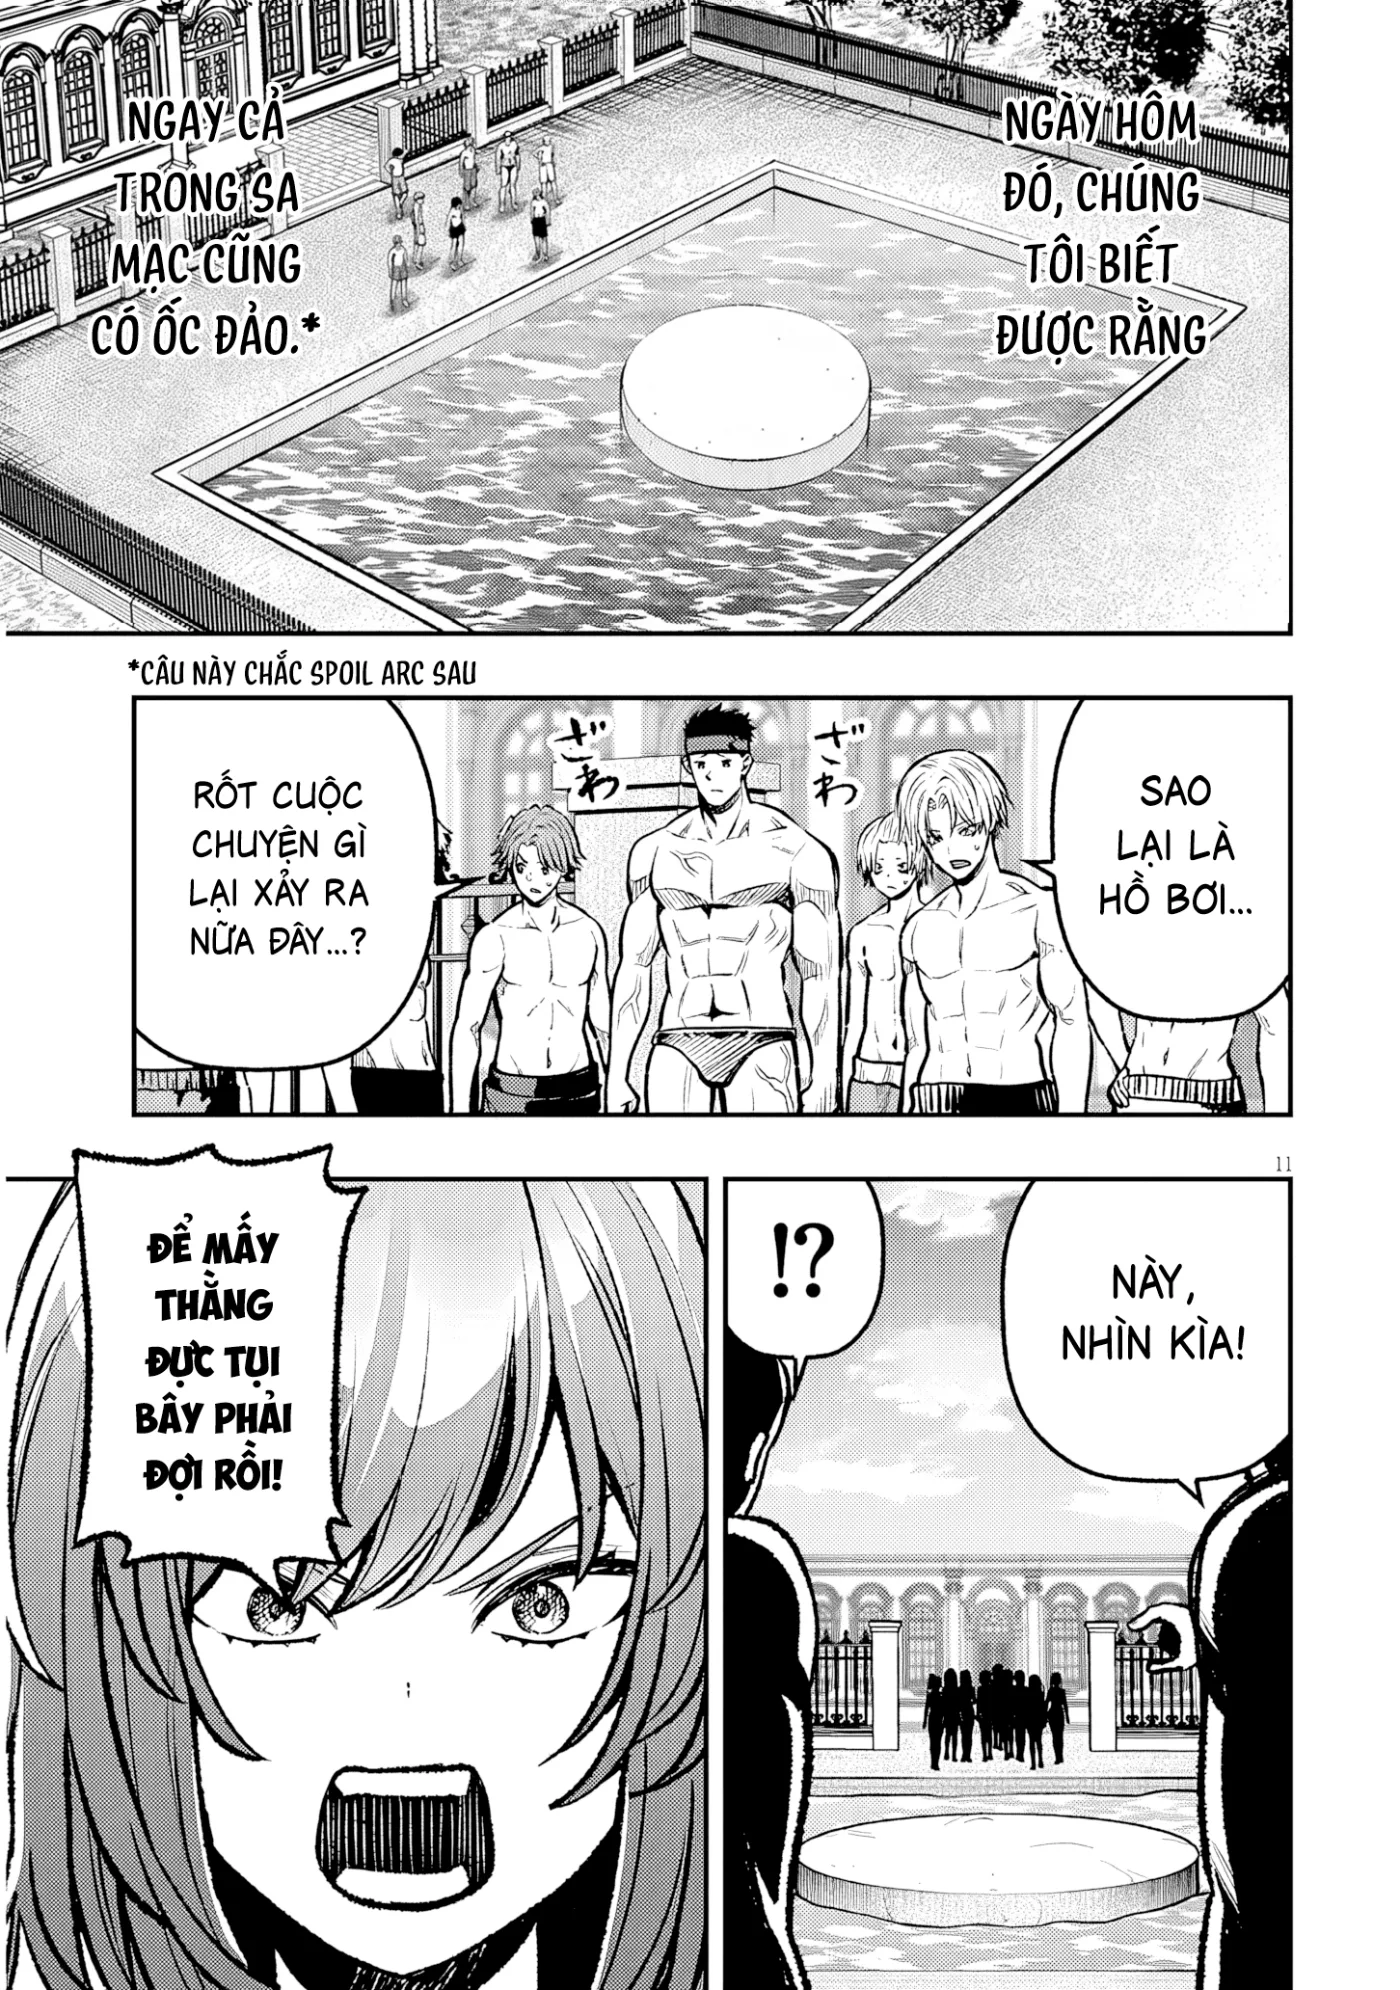 NGÀY HÔM
ĐÓ, CHÚNG
TÔI BIẾT
ĐƯỢC RẰNG
NGAY CẢ
TRONG SA
MẠC CŨNG
CÓ ỐC ĐẢO.*
*CÂU NÀY CHẮC SPOIL ARC SAU
SAO
LẠI LÀ
HỒ BƠI...
ざわ
ざわ
RỐT CUỘC
CHUYỆN GÌ
LẠI XẢY RA
NỮA ĐÂY...?
11
NÀY,
NHÌN KÌA!
!?
ĐỂ MẤY
THẰNG
ĐỰC TỤI
BÂY PHẢI
ĐỢI RỒI!